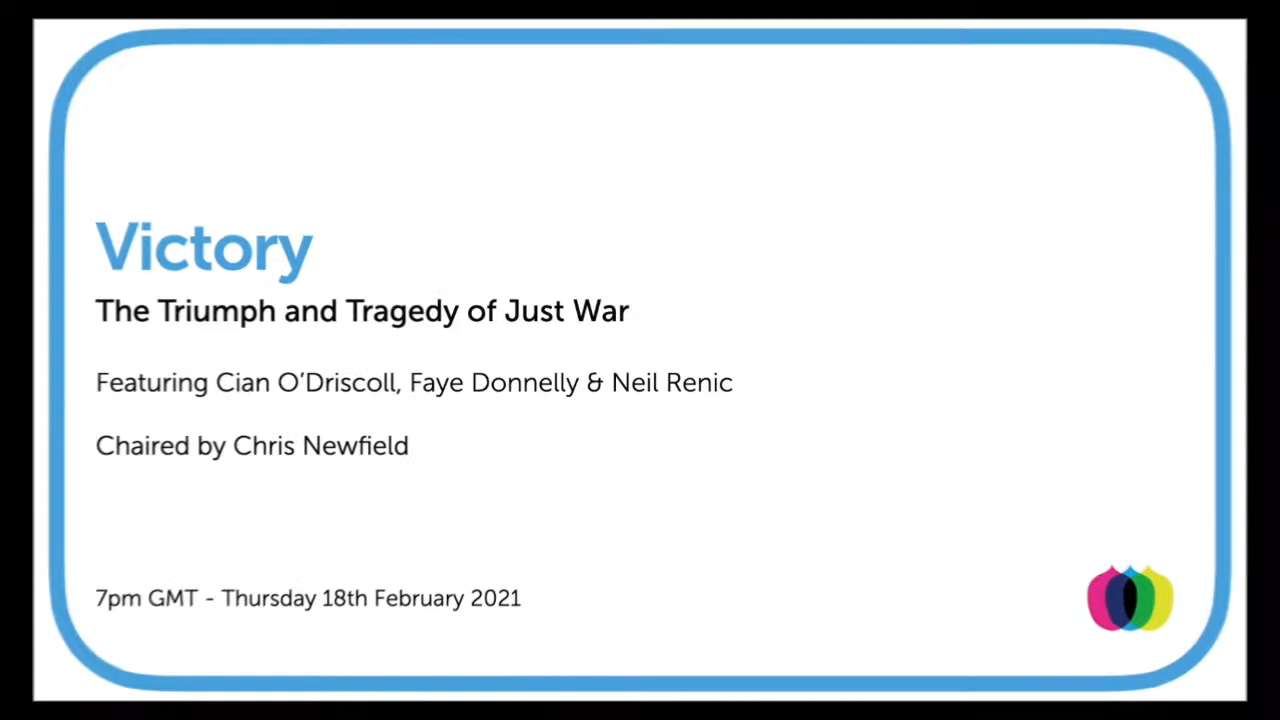 Victory
The Triumph and Tragedy of Just War
Featuring Cian O’Driscoll, Faye Donnelly & Neil Renic
Chaired by Chris Newfield
7pm GMT - Thursday 18th February 2021